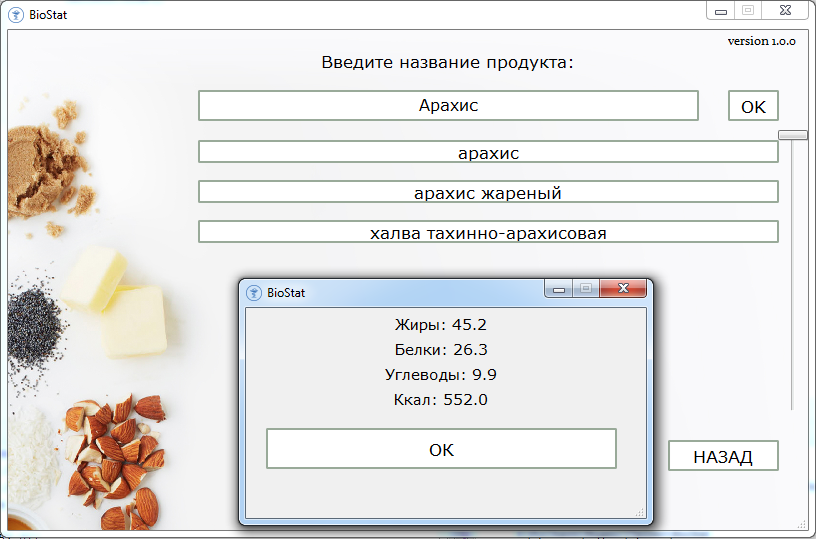 BioStat
version 1.0.0
Введите название продукта:
Арахис
OK
арахис
арахис жареный
халва тахинно-арахисовая
BioStat
Жиры: 45.2
Белки: 26.3
Углеводы: 9.9
Ккал: 552.0
ОК
НАЗАД